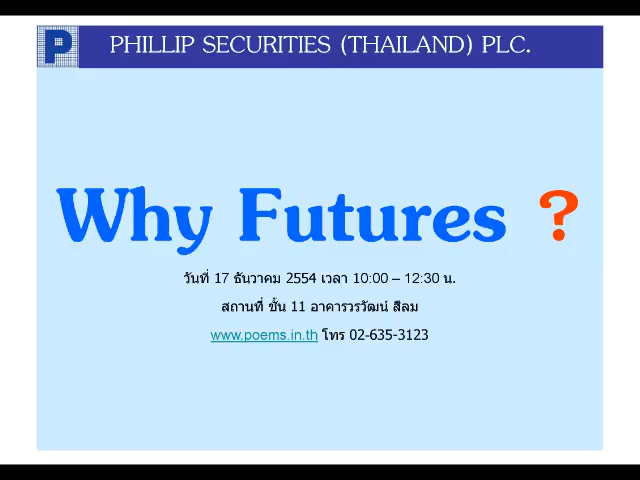 P
PHILLIP SECURITIES (THAILAND) PLC.
Why Futures ?
วันที่ 17 ธันวาคม 2554 เวลา 10:00 – 12:30 น.
สถานที่ ชั้น 11 อาคารวรวัฒน์ สีลม
www.poems.in.th โทร 02-635-3123